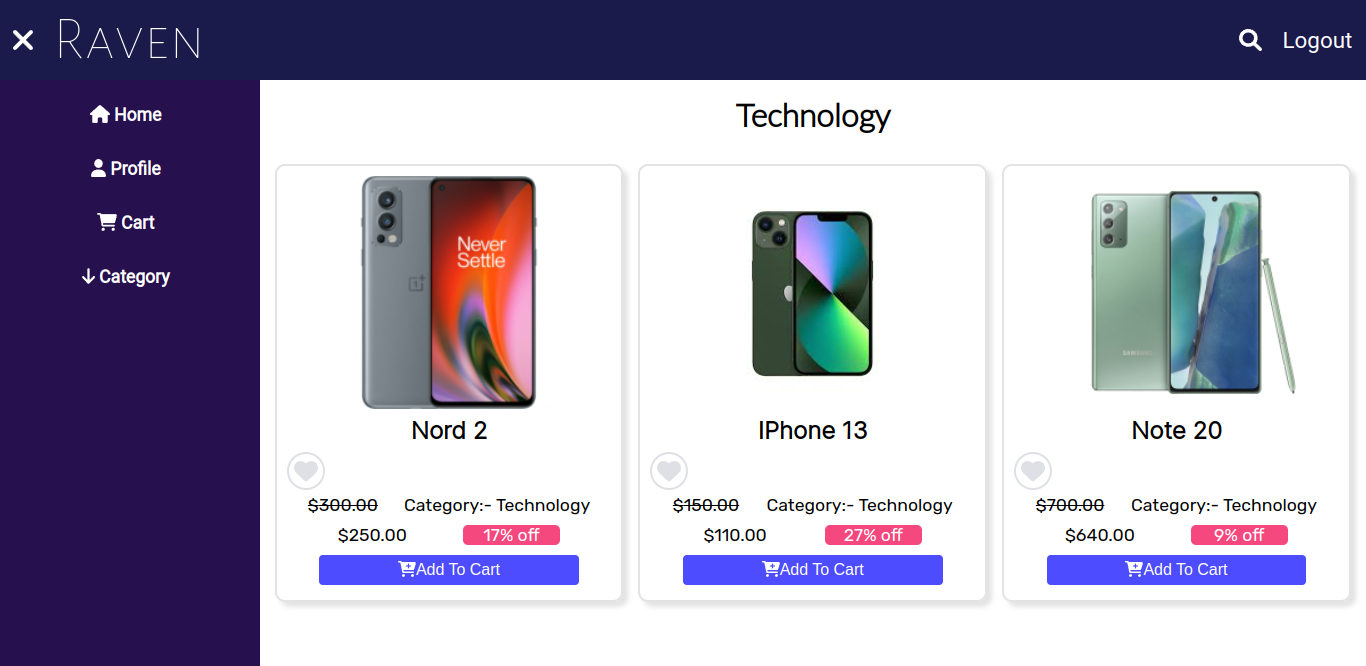 Raven
Logout
Home
Profile
Cart
Category
Technology
Never
Settle
Nord 2
$300.00 Category:- Technology
$250.00 17% off
Add To Cart
IPhone 13
$150.00 Category:- Technology
$110.00 27% off
Add To Cart
SAMSUNG
Note 20
$700.00 Category:- Technology
$640.00 9% off
Add To Cart